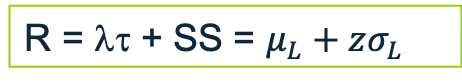 R = λτ + SS = μ_L + zσ_L